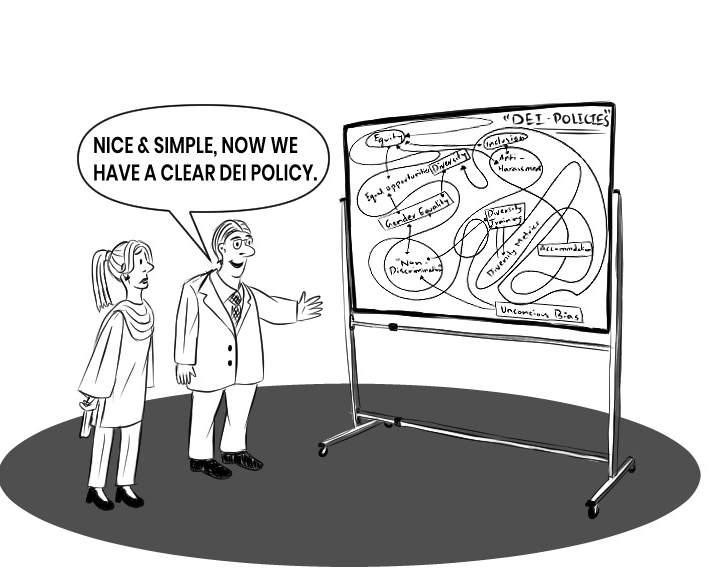 NICE & SIMPLE, NOW WE
HAVE A CLEAR DEI POLICY.
"DEI-POLICIES"
Equity
Inclusion
Diversity
Anti-
Harassment
Equal opportunities
Gender Equality
Diversity
Training
Diversity Metrics
Accommodation
"Non
Discrimination
Unconcious Bias